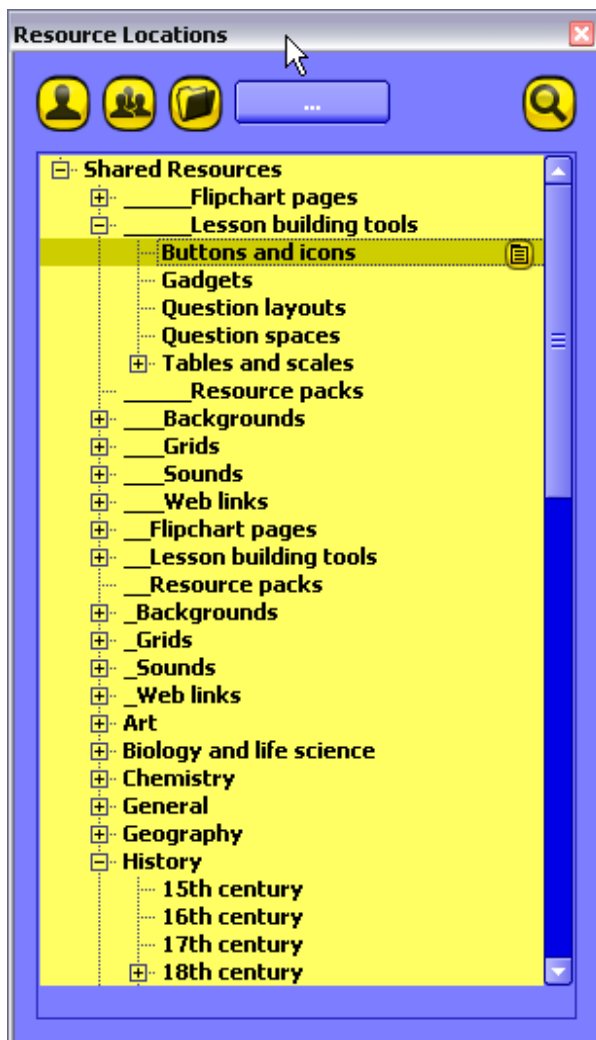 Resource Locations
...
Shared Resources
______Flipchart pages
______Lesson building tools
Buttons and icons
Gadgets
Question layouts
Question spaces
Tables and scales
______Resource packs
___Backgrounds
___Grids
___Sounds
___Web links
__Flipchart pages
__Lesson building tools
__Resource packs
_Backgrounds
_Grids
_Sounds
_Web links
Art
Biology and life science
Chemistry
General
Geography
History
15th century
16th century
17th century
18th century